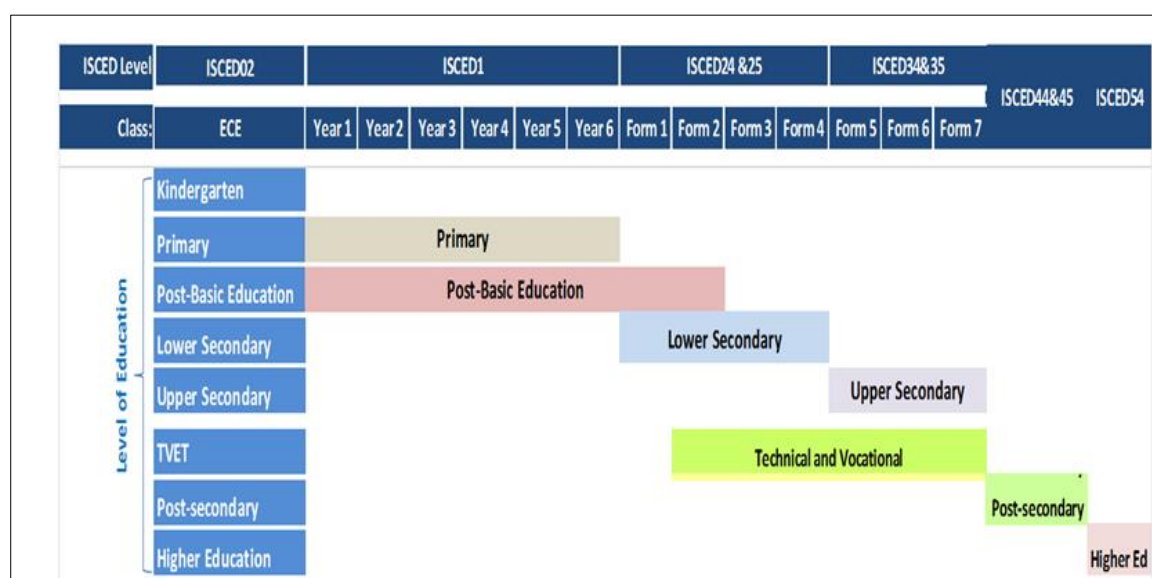 ISCED Level ISCED02 ISCED1 ISCED24 &25 ISCED34&35
ISCED44&45 ISCED54
Class: ECE Year 1 Year 2 Year 3 Year 4 Year 5 Year 6 Form 1 Form 2 Form 3 Form 4 Form 5 Form 6 Form 7
Level of Education
Kindergarten
Primary Primary
Post-Basic Education Post-Basic Education
Lower Secondary Lower Secondary
Upper Secondary Upper Secondary
TVET Technical and Vocational
Post-secondary Post-secondary
Higher Education Higher Ed